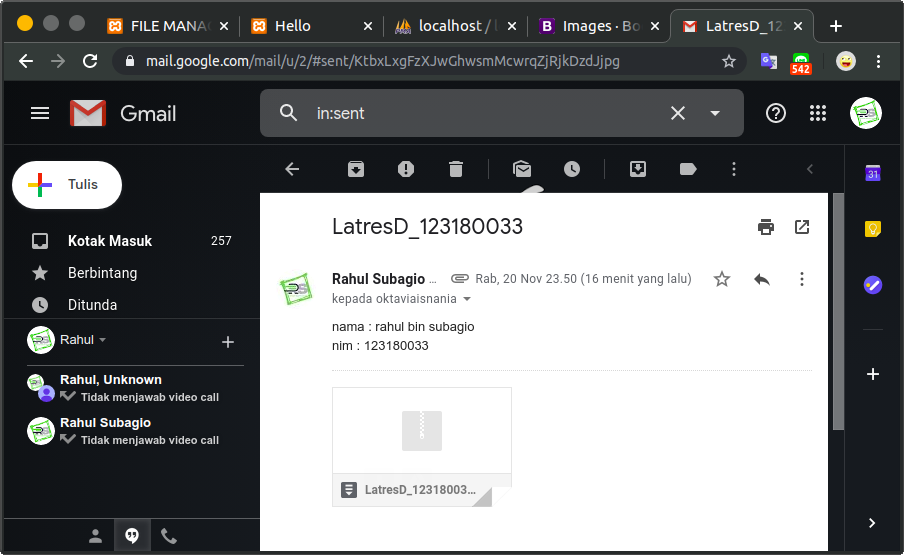 FILE MANA
Hello
localhost / l
Images · Bo
LatresD_12
mail.google.com/mail/u/2/#sent/KtbxLxgFzXJwGhwsmMcwrqZjRjkDzdJjpg
542
Gmail
in:sent
Tulis
31
LatresD_123180033
Kotak Masuk 257
Berbintang
Ditunda
Rahul Subagio ... Rab, 20 Nov 23.50 (16 menit yang lalu)
kepada oktaviaisnania
nama : rahul bin subagio
nim : 123180033
Rahul
Rahul, Unknown
Tidak menjawab video call
Rahul Subagio
Tidak menjawab video call
LatresD_12318003...